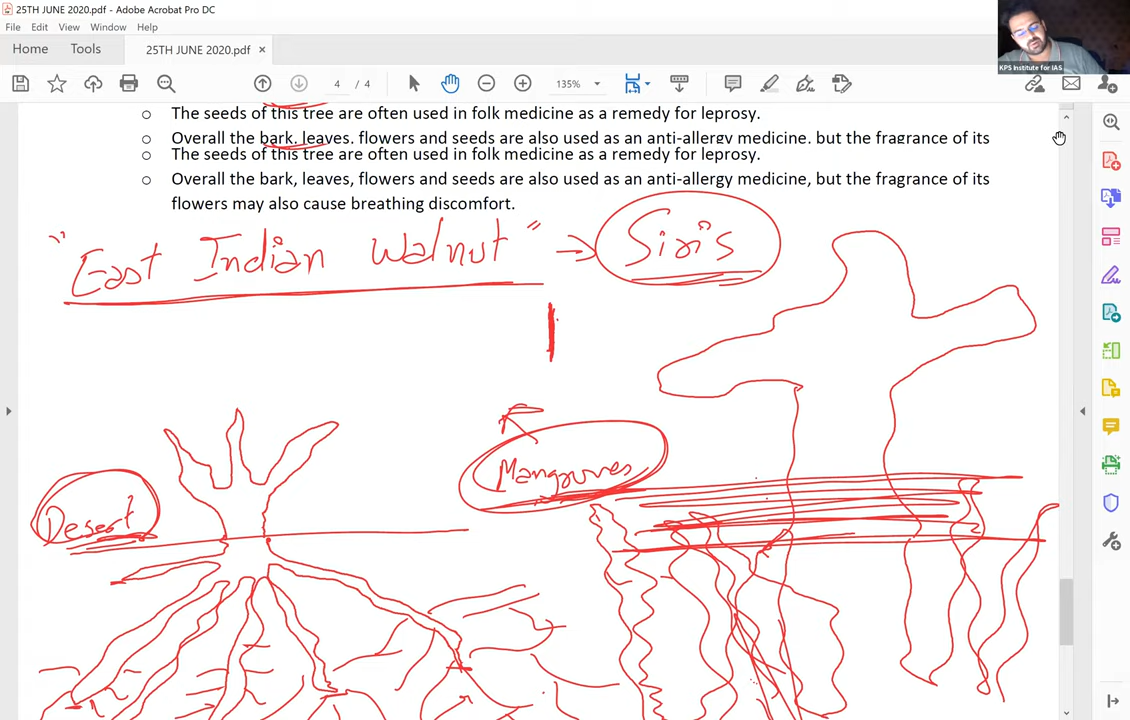 25TH JUNE 2020.pdf - Adobe Acrobat Pro DC
File Edit View Window Help
Home Tools 25TH JUNE 2020.pdf ×
4 / 4 135%
KPS Institute for IAS
The seeds of this tree are often used in folk medicine as a remedy for leprosy.
Overall the bark, leaves, flowers and seeds are also used as an anti-allergy medicine, but the fragrance of its
The seeds of this tree are often used in folk medicine as a remedy for leprosy.
Overall the bark, leaves, flowers and seeds are also used as an anti-allergy medicine, but the fragrance of its
flowers may also cause breathing discomfort.
"East Indian Walnut" → Siris
Mangroves
Desert